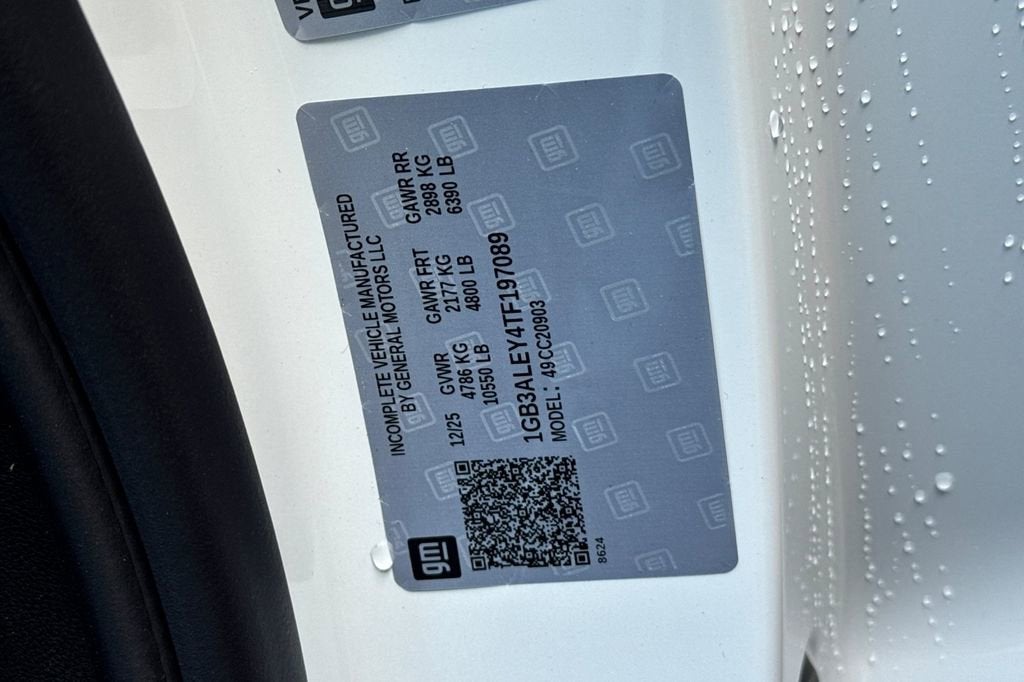 INCOMPLETE VEHICLE MANUFACTURED
BY GENERAL MOTORS LLC
12/25 GVWR GAWR FRT GAWR RR
4786 KG 2177 KG 2898 KG
10550 LB 4800 LB 6390 LB
1GB3ALEY4TF197089
MODEL: 49CC20903
gm
8624